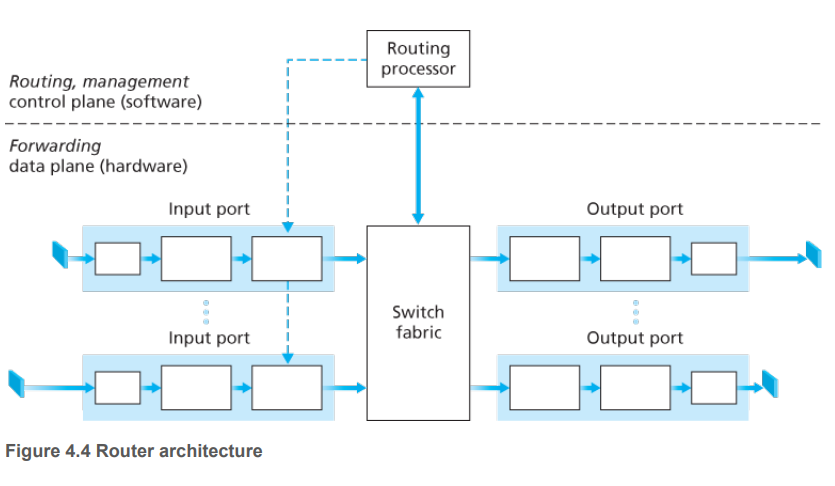 Routing
processor
Routing, management
control plane (software)
Forwarding
data plane (hardware)
Input port
Output port
Switch
fabric
Input port
Output port
Figure 4.4 Router architecture